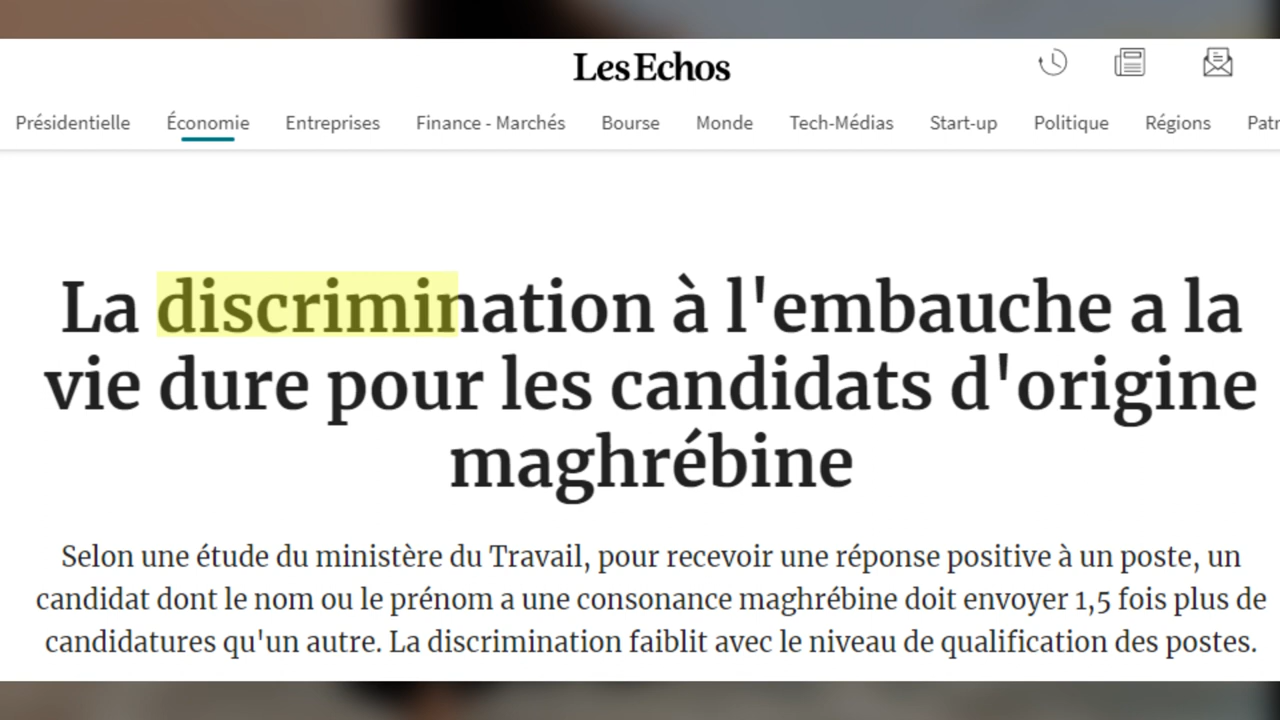 Les Echos
Présidentielle Économie Entreprises Finance - Marchés Bourse Monde Tech-Médias Start-up Politique Régions Patr
La discrimination à l'embauche a la
vie dure pour les candidats d'origine
maghrébine
Selon une étude du ministère du Travail, pour recevoir une réponse positive à un poste, un
candidat dont le nom ou le prénom a une consonance maghrébine doit envoyer 1,5 fois plus de
candidatures qu'un autre. La discrimination faiblit avec le niveau de qualification des postes.